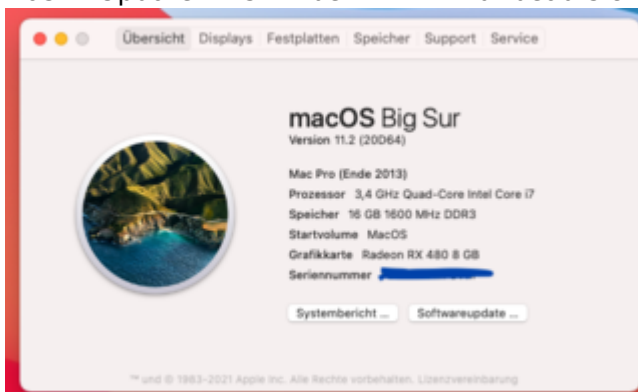 Übersicht Displays Festplatten Speicher Support Service
macOS Big Sur
Version 11.2 (20D64)
Mac Pro (Ende 2013)
Prozessor 3,4 GHz Quad-Core Intel Core i7
Speicher 16 GB 1600 MHz DDR3
Startvolume MacOS
Grafikkarte Radeon RX 480 8 GB
Seriennummer
Systembericht ... Softwareupdate ...
™ und © 1983-2021 Apple Inc. Alle Rechte vorbehalten. Lizenzvereinbarung